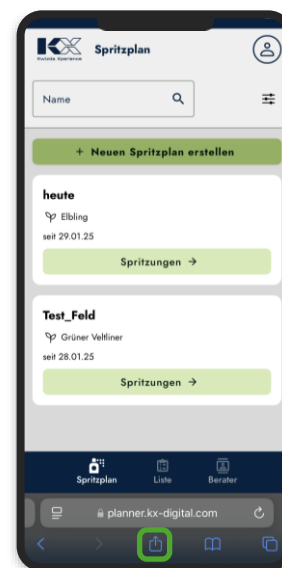 KX
Kwizda Xperience
Spritzplan
Name
+ Neuen Spritzplan erstellen
heute
Elbling
seit 29.01.25
Spritzungen →
Test_Feld
Grüner Veltliner
seit 28.01.25
Spritzungen →
Spritzplan
Liste
Berater
planner.kx-digital.com